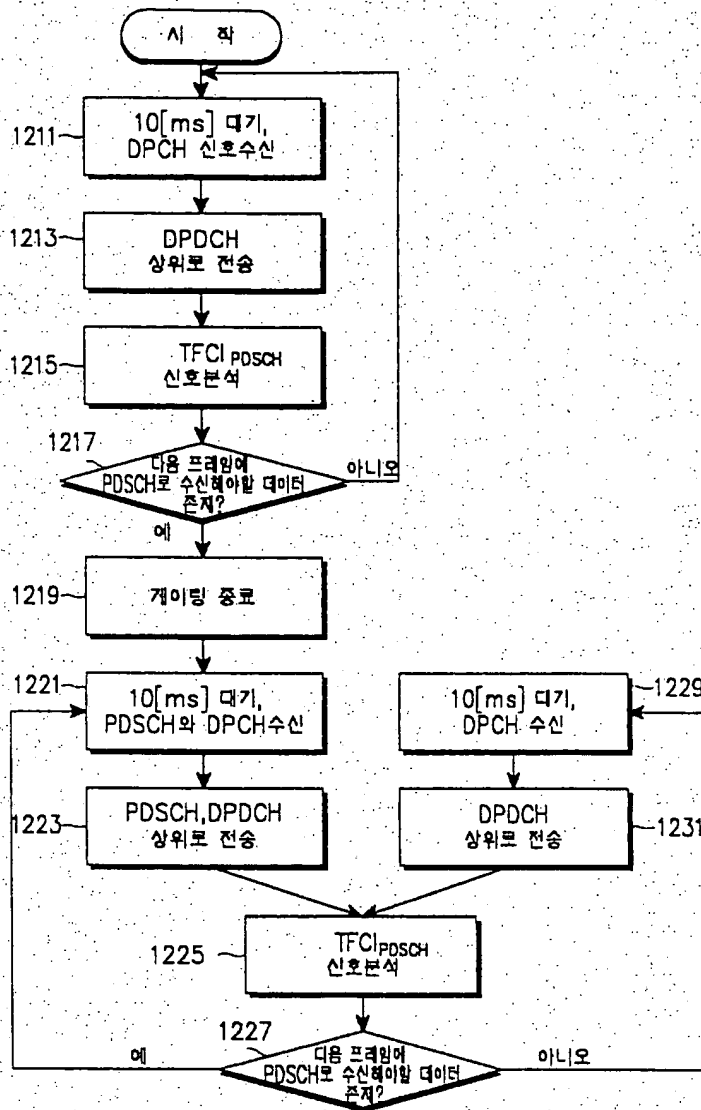 시 작
1211
10[ms] 대기,
DPCH 신호수신
1213
DPDCH
상위로 전송
1215
TFCI PDSCH
신호분석
1217
다음 프레임에
PDSCH로 수신해야할 데이터
존재?
아니오
예
1219
게이팅 종료
1221
10[ms] 대기,
PDSCH와 DPCH수신
1229
10[ms] 대기,
DPCH 수신
1223
PDSCH,DPDCH
상위로 전송
DPDCH
상위로 전송
1231
1225
TFCI PDSCH
신호분석
1227
다음 프레임에
PDSCH로 수신해야할 데이터
존재?
예
아니오